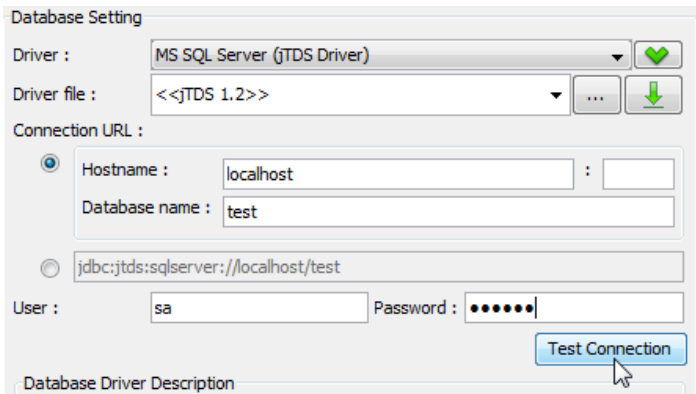 Database Setting
Driver : MS SQL Server (jTDS Driver)
Driver file : <<jTDS 1.2>> ...
Connection URL :
Hostname : localhost :
Database name : test
jdbc:jtds:sqlserver://localhost/test
User : sa Password : ●●●●●●
Test Connection
Database Driver Description